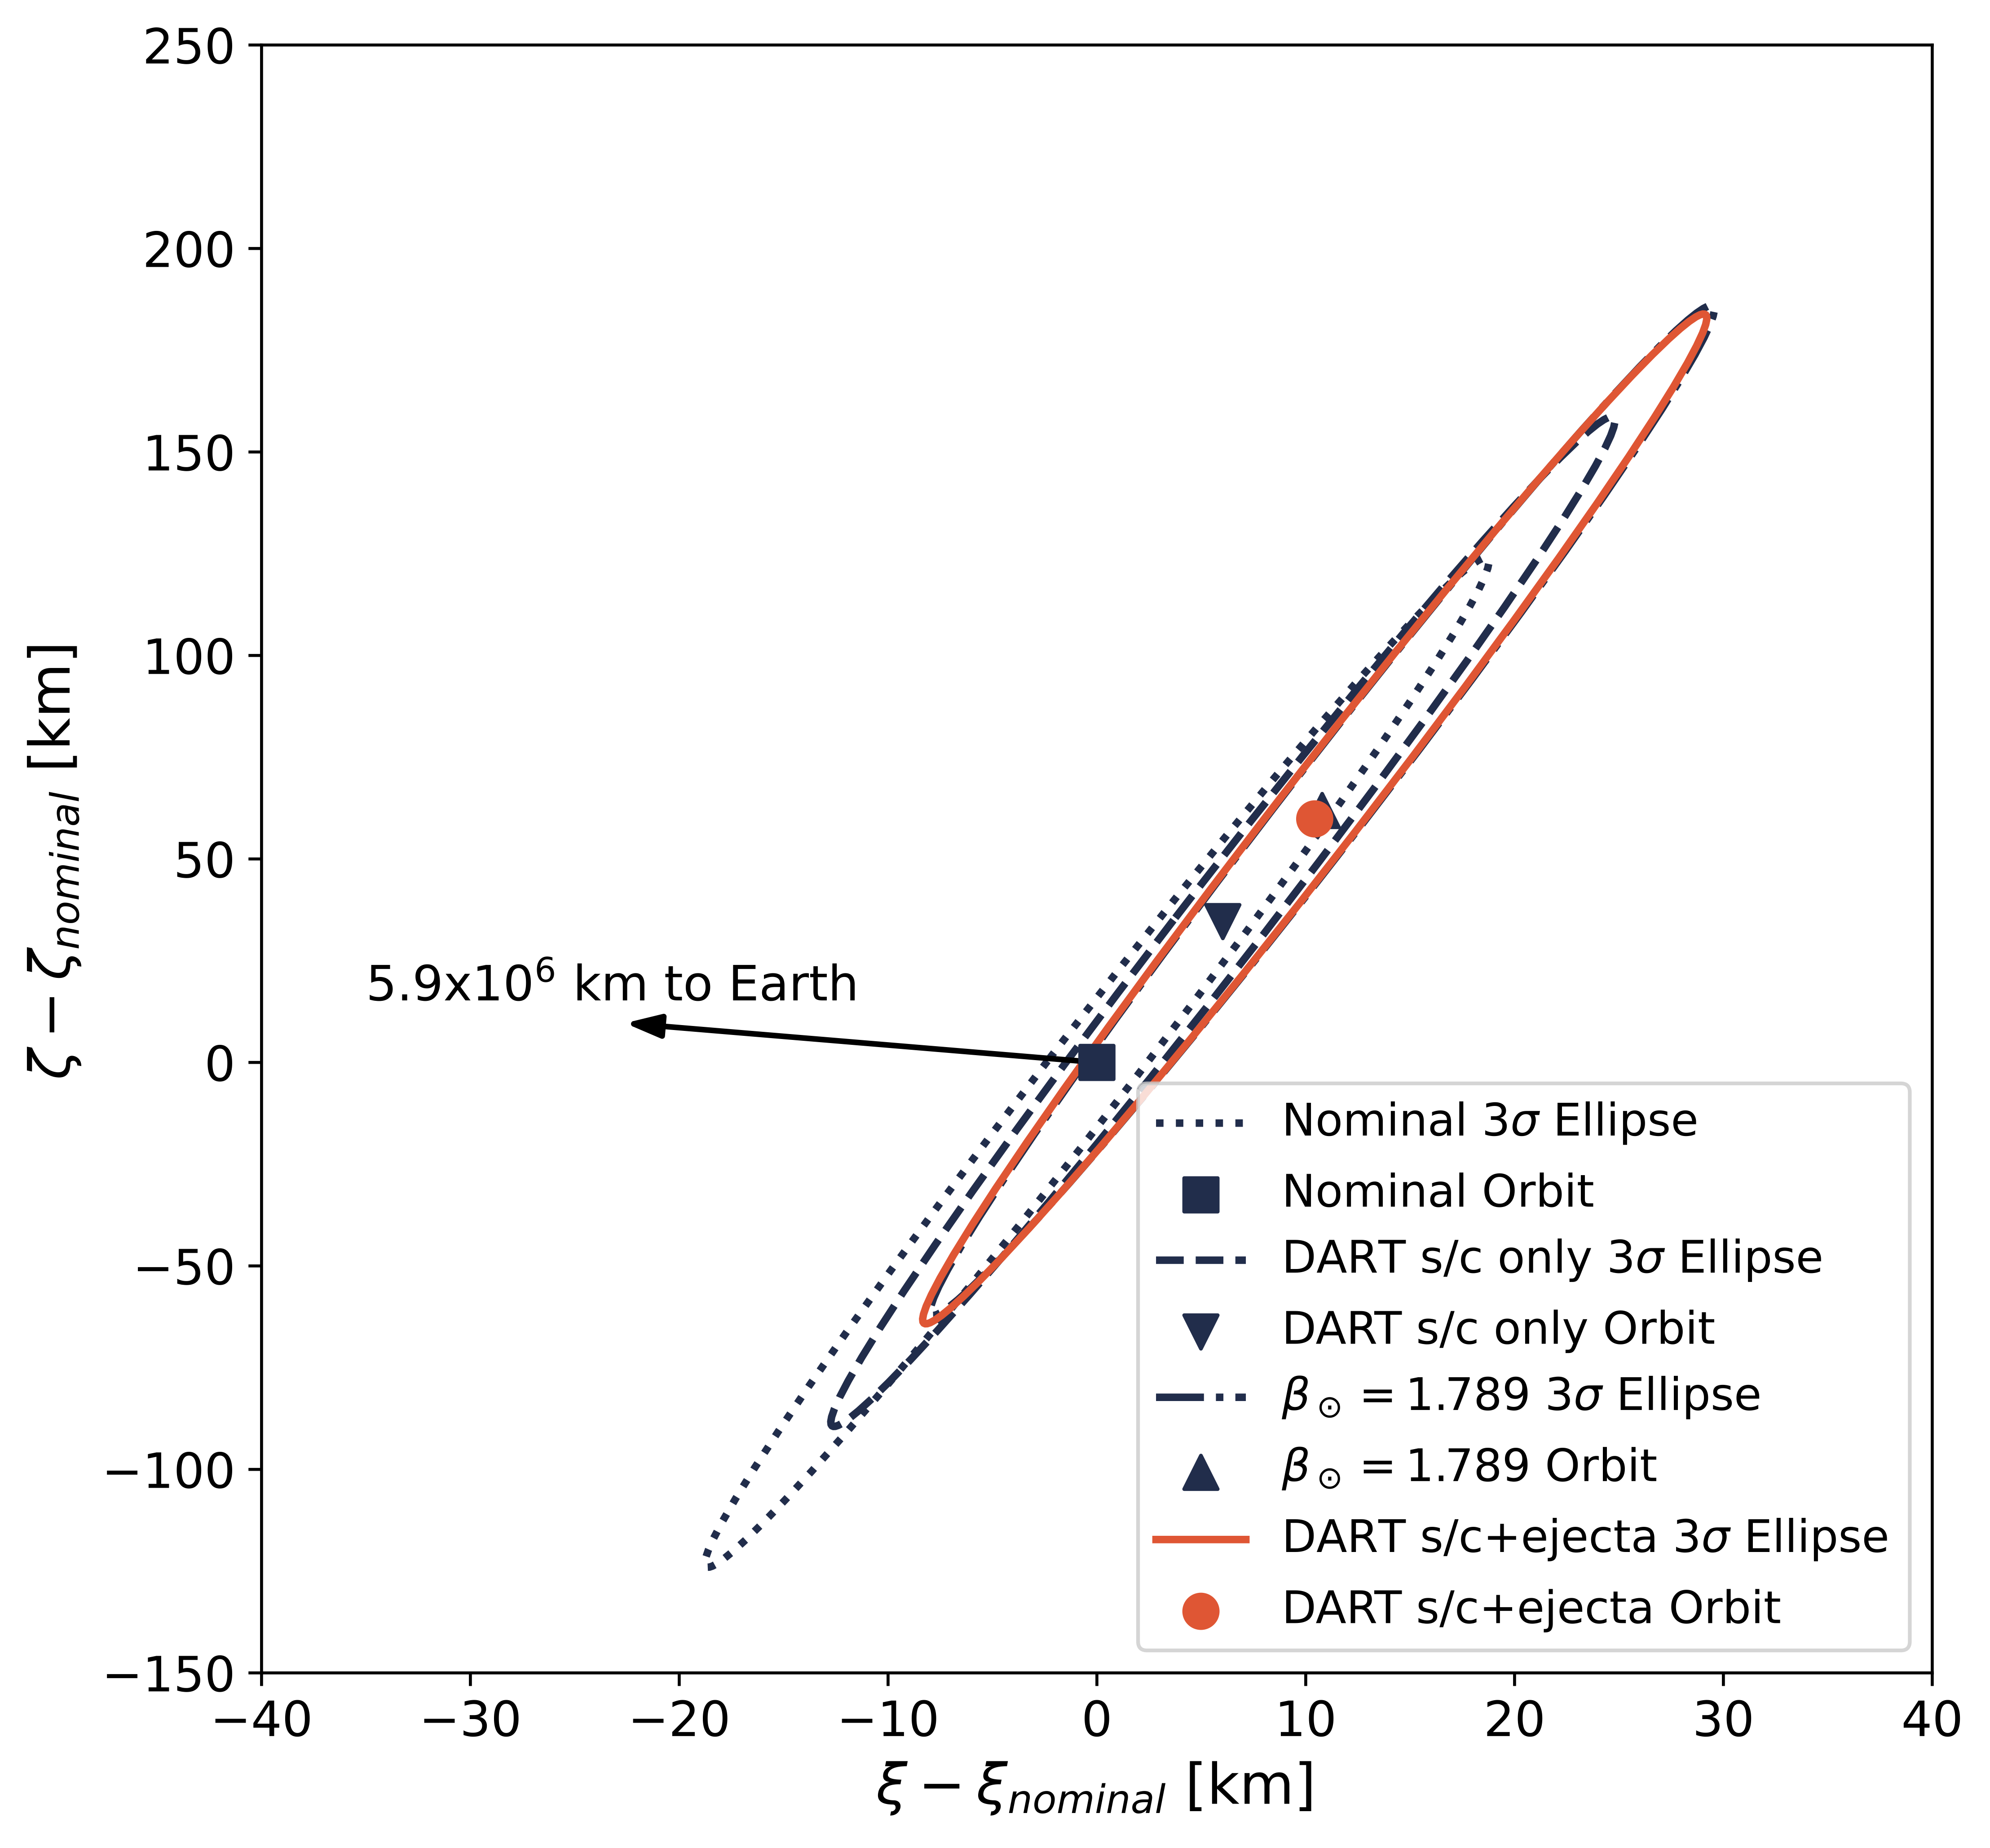 250
200
150
100
50
0
−50
−100
−150
−40 −30 −20 −10 0 10 20 30 40
ζ − ζnominal [km]
ξ − ξnominal [km]
5.9x10⁶ km to Earth
Nominal 3σ Ellipse
Nominal Orbit
DART s/c only 3σ Ellipse
DART s/c only Orbit
β⊙ = 1.789 3σ Ellipse
β⊙ = 1.789 Orbit
DART s/c+ejecta 3σ Ellipse
DART s/c+ejecta Orbit